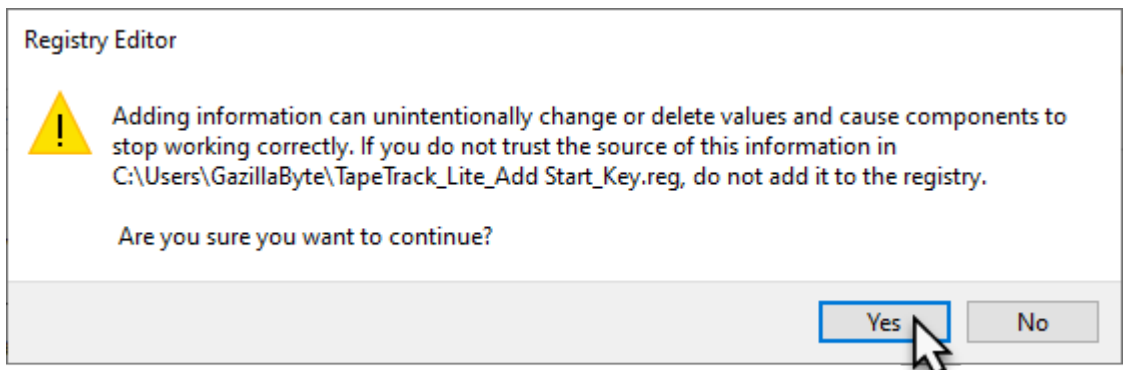 Registry Editor
!
Adding information can unintentionally change or delete values and cause components to
stop working correctly. If you do not trust the source of this information in
C:\Users\GazillaByte\TapeTrack_Lite_Add Start_Key.reg, do not add it to the registry.
Are you sure you want to continue?
Yes No